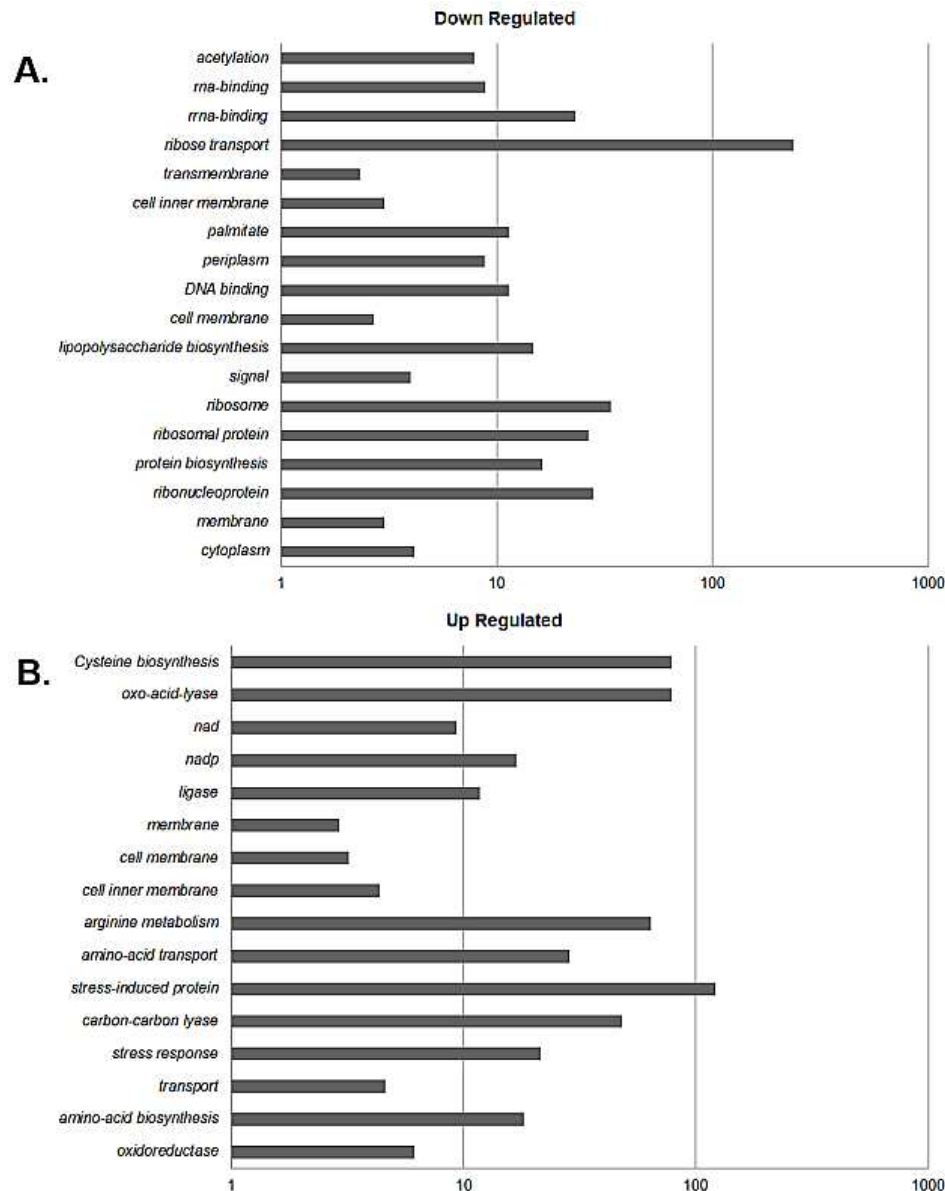 Down Regulated
A.
acetylation
rna-binding
rrna-binding
ribose transport
transmembrane
cell inner membrane
palmitate
periplasm
DNA binding
cell membrane
lipopolysaccharide biosynthesis
signal
ribosome
ribosomal protein
protein biosynthesis
ribonucleoprotein
membrane
cytoplasm
1 10 100 1000
Up Regulated
B.
Cysteine biosynthesis
oxo-acid-lyase
nad
nadp
ligase
membrane
cell membrane
cell inner membrane
arginine metabolism
amino-acid transport
stress-induced protein
carbon-carbon lyase
stress response
transport
amino-acid biosynthesis
oxidoreductase
1 10 100 1000